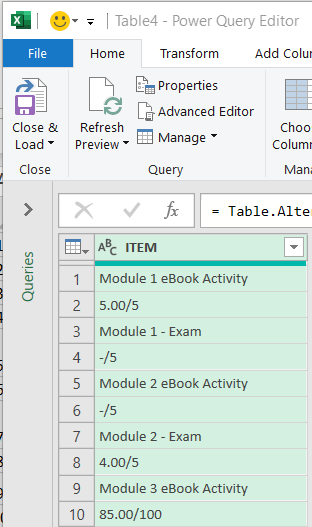 Table4 - Power Query Editor
File
Home
Transform
Add Colum
Close &
Load
Close
Refresh
Preview
Properties
Advanced Editor
Manage
Query
Choo
Column
Mana
= Table.Alte
Queries
ABC ITEM
1 Module 1 eBook Activity
2 5.00/5
3 Module 1 - Exam
4 -/5
5 Module 2 eBook Activity
6 -/5
7 Module 2 - Exam
8 4.00/5
9 Module 3 eBook Activity
10 85.00/100